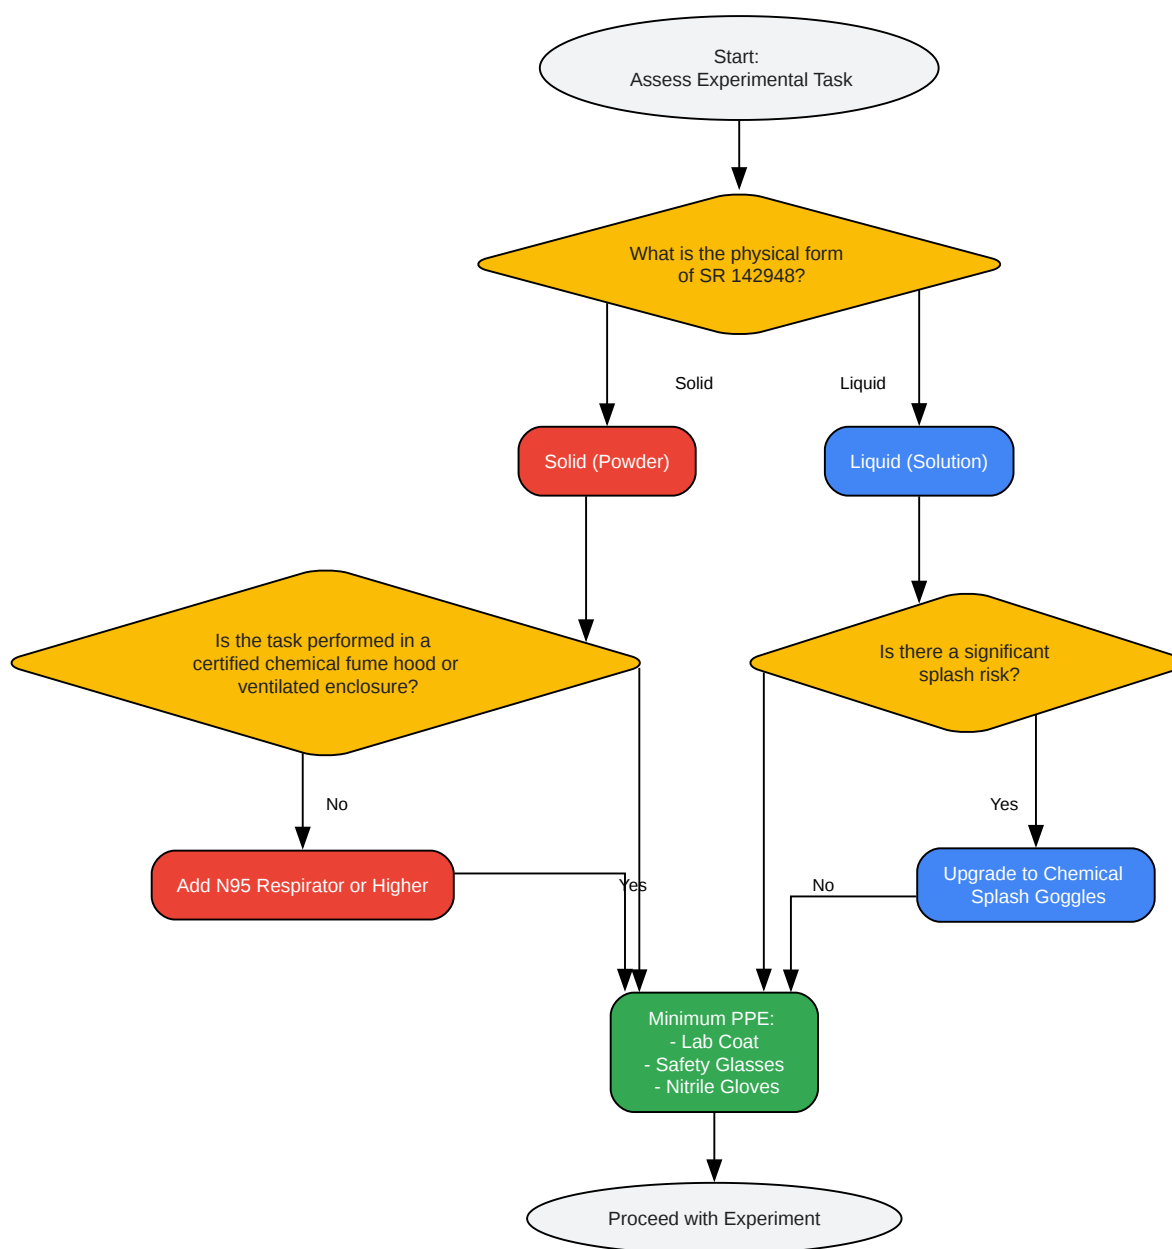 Start:
Assess Experimental Task
What is the physical form
of SR 142948?
Solid
Liquid
Solid (Powder)
Liquid (Solution)
Is the task performed in a
certified chemical fume hood or
ventilated enclosure?
Is there a significant
splash risk?
No
Yes
Add N95 Respirator or Higher
Yes
No
Upgrade to Chemical
Splash Goggles
Minimum PPE:
- Lab Coat
- Safety Glasses
- Nitrile Gloves
Proceed with Experiment